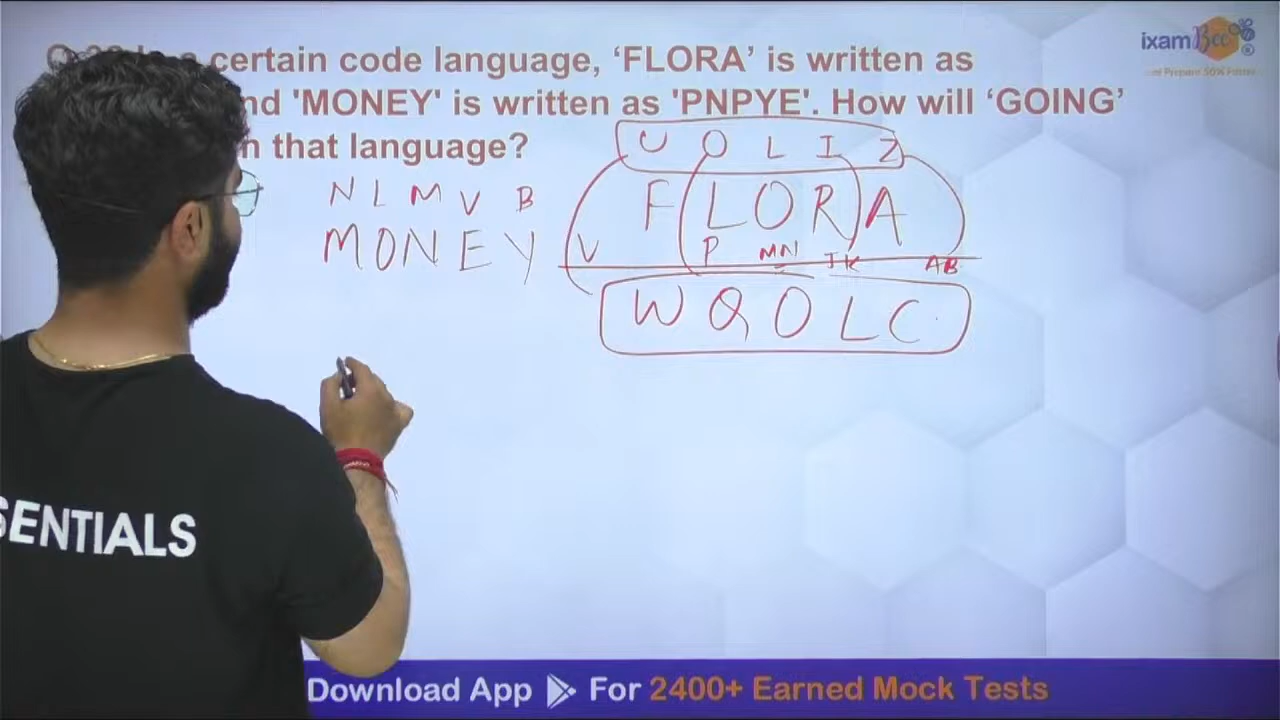 certain code language, ‘FLORA’ is written as
nd 'MONEY' is written as 'PNPYE'. How will ‘GOING’
n that language?
ixamBee
U O L I Z
N L M V B
F L O R A
M O N E Y
V P MN JK AB
W Q O L C
SENTIALS
Download App For 2400+ Earned Mock Tests